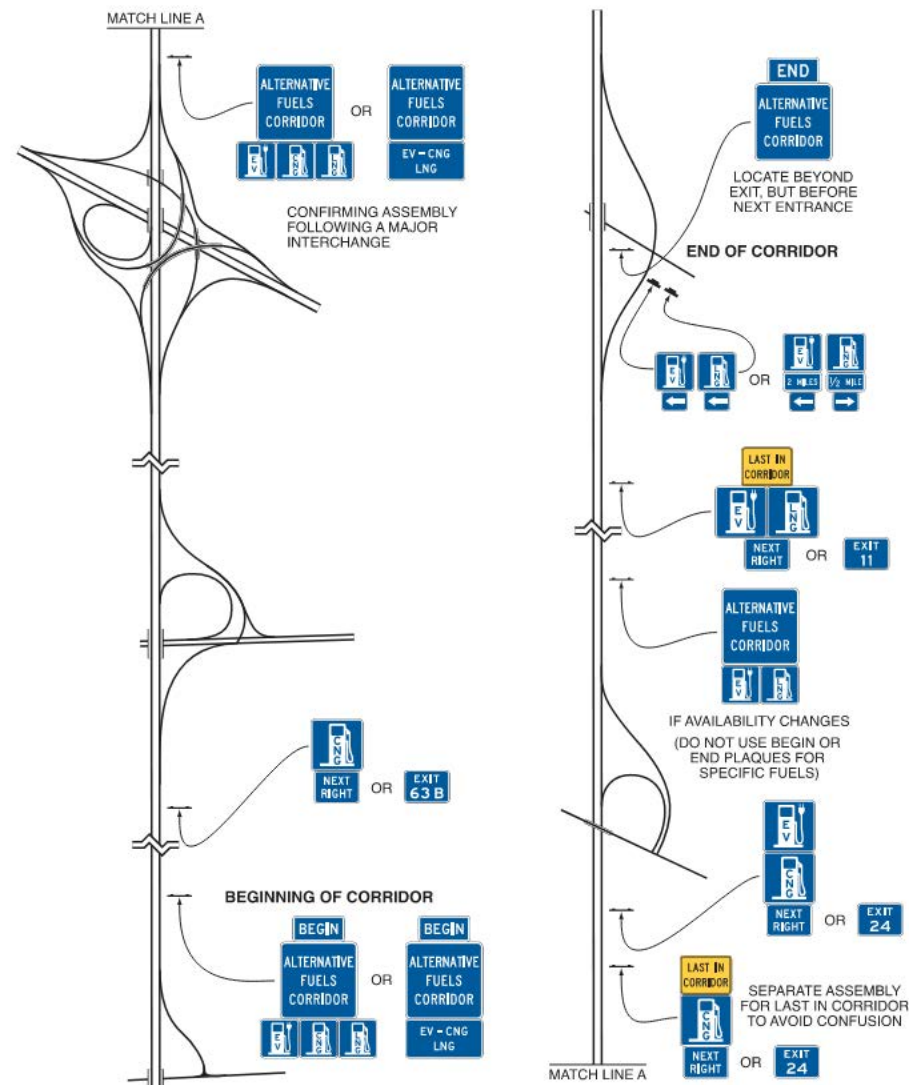 MATCH LINE A
ALTERNATIVE
FUELS
CORRIDOR
EV
CNG
LNG
OR
ALTERNATIVE
FUELS
CORRIDOR
EV-CNG
LNG
CONFIRMING ASSEMBLY
FOLLOWING A MAJOR
INTERCHANGE
CNG
NEXT
RIGHT
OR
EXIT
63 B
BEGINNING OF CORRIDOR
BEGIN
ALTERNATIVE
FUELS
CORRIDOR
EV
CNG
LNG
OR
BEGIN
ALTERNATIVE
FUELS
CORRIDOR
EV-CNG
LNG
END
ALTERNATIVE
FUELS
CORRIDOR
LOCATE BEYOND
EXIT, BUT BEFORE
NEXT ENTRANCE
END OF CORRIDOR
EV
LNG
OR
EV
2 MILES
LNG
1/2 MILE
LAST IN
CORRIDOR
EV
LNG
NEXT
RIGHT
OR
EXIT
11
ALTERNATIVE
FUELS
CORRIDOR
EV
LNG
IF AVAILABILITY CHANGES
(DO NOT USE BEGIN OR
END PLAQUES FOR
SPECIFIC FUELS)
EV
CNG
NEXT
RIGHT
OR
EXIT
24
LAST IN
CORRIDOR
CNG
NEXT
RIGHT
OR
EXIT
24
SEPARATE ASSEMBLY
FOR LAST IN CORRIDOR
TO AVOID CONFUSION
MATCH LINE A